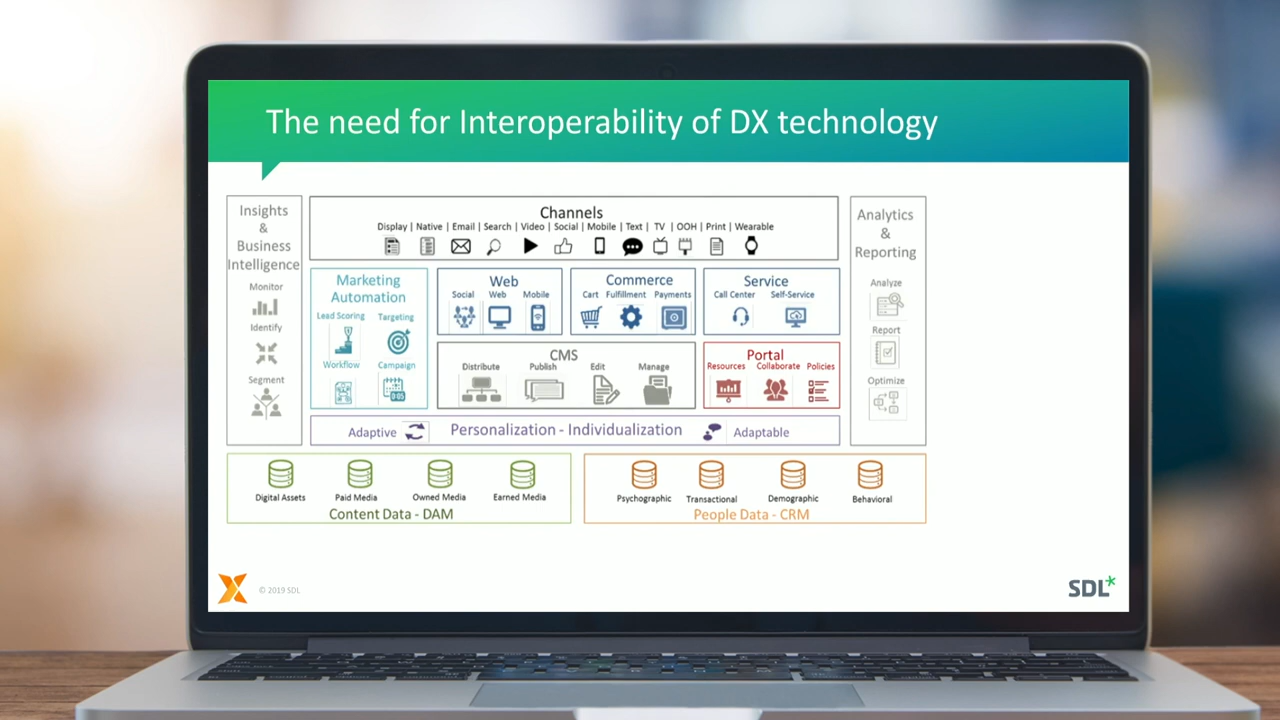 The need for Interoperability of DX technology
Insights
&
Business
Intelligence
Monitor
Identify
Segment
Channels
Display | Native | Email | Search | Video | Social | Mobile | Text | TV | OOH | Print | Wearable
Marketing
Automation
Lead Scoring Targeting
Workflow Campaign
Web
Social Web Mobile
Commerce
Cart Fulfillment Payments
Service
Call Center Self-Service
CMS
Distribute Publish Edit Manage
Portal
Resources Collaborate Policies
Adaptive Personalization - Individualization Adaptable
Analytics
&
Reporting
Analyze
Report
Optimize
Digital Assets Paid Media Owned Media Earned Media
Content Data - DAM
Psychographic Transactional Demographic Behavioral
People Data - CRM
© 2019 SDL
SDL*